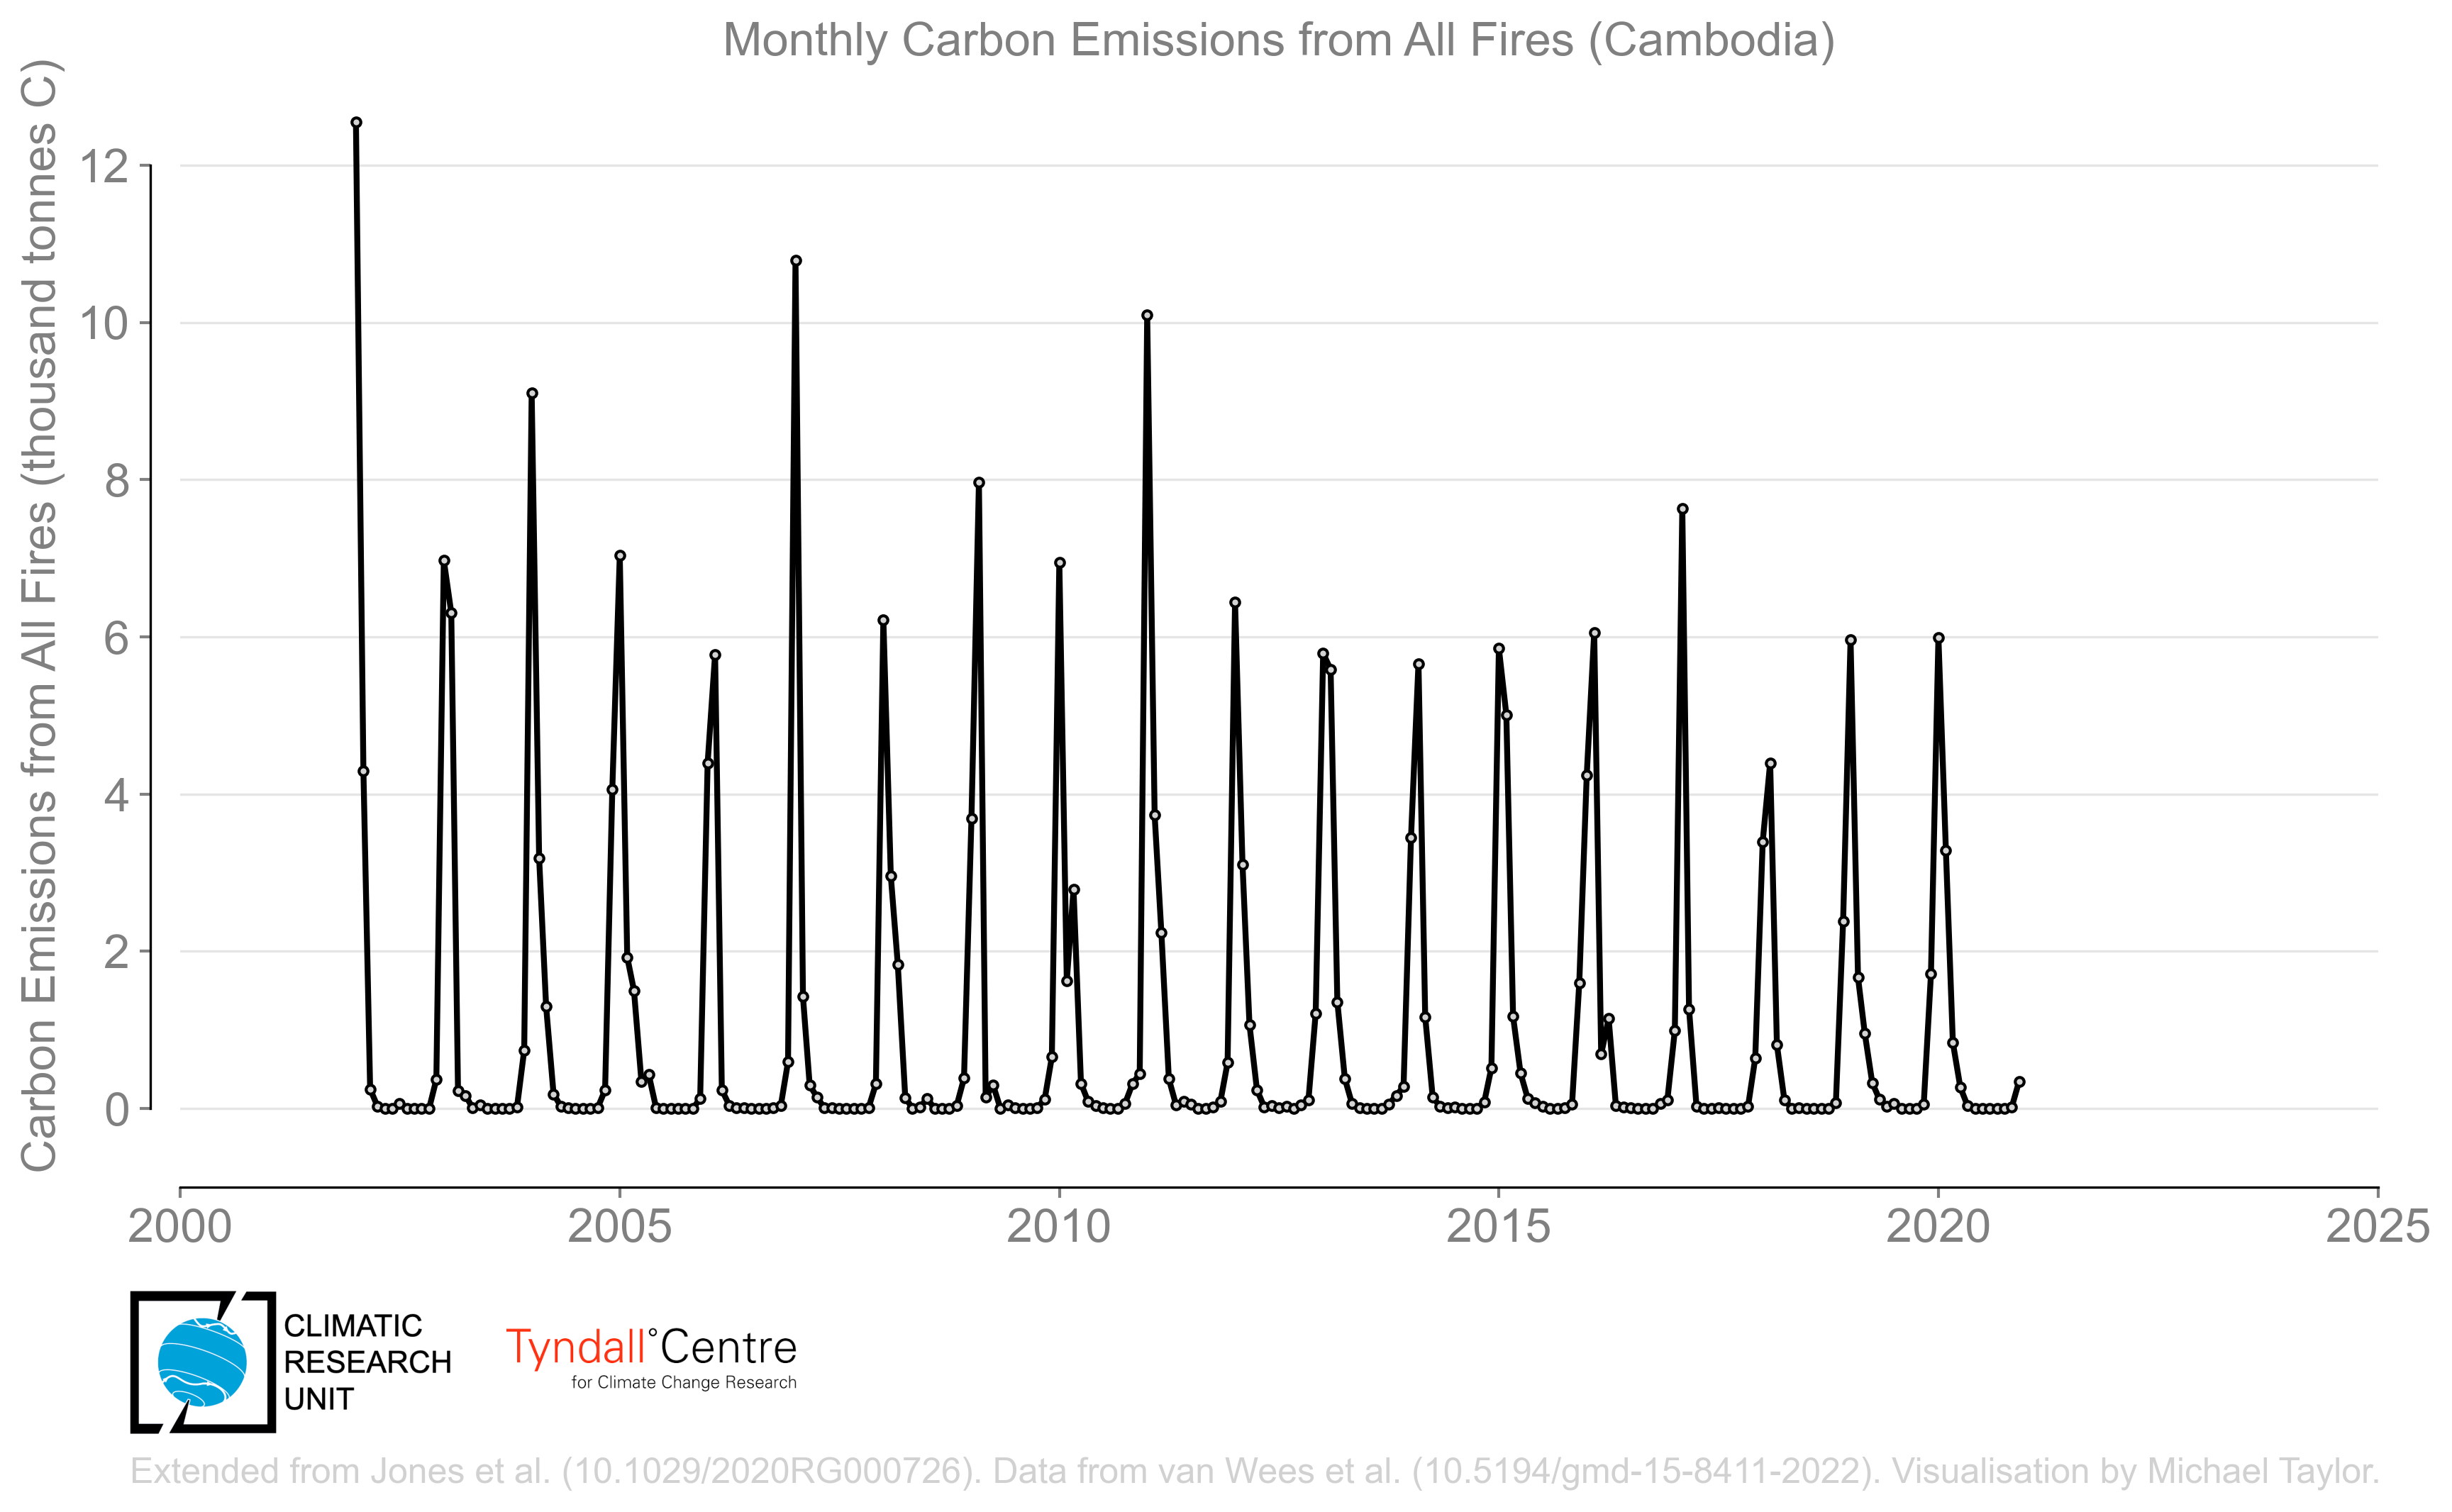 Monthly Carbon Emissions from All Fires (Cambodia)
Carbon Emissions from All Fires (thousand tonnes C)
12
10
8
6
4
2
0
2000 2005 2010 2015 2020 2025
CLIMATIC
RESEARCH
UNIT
Tyndall°Centre
for Climate Change Research
Extended from Jones et al. (10.1029/2020RG000726). Data from van Wees et al. (10.5194/gmd-15-8411-2022). Visualisation by Michael Taylor.